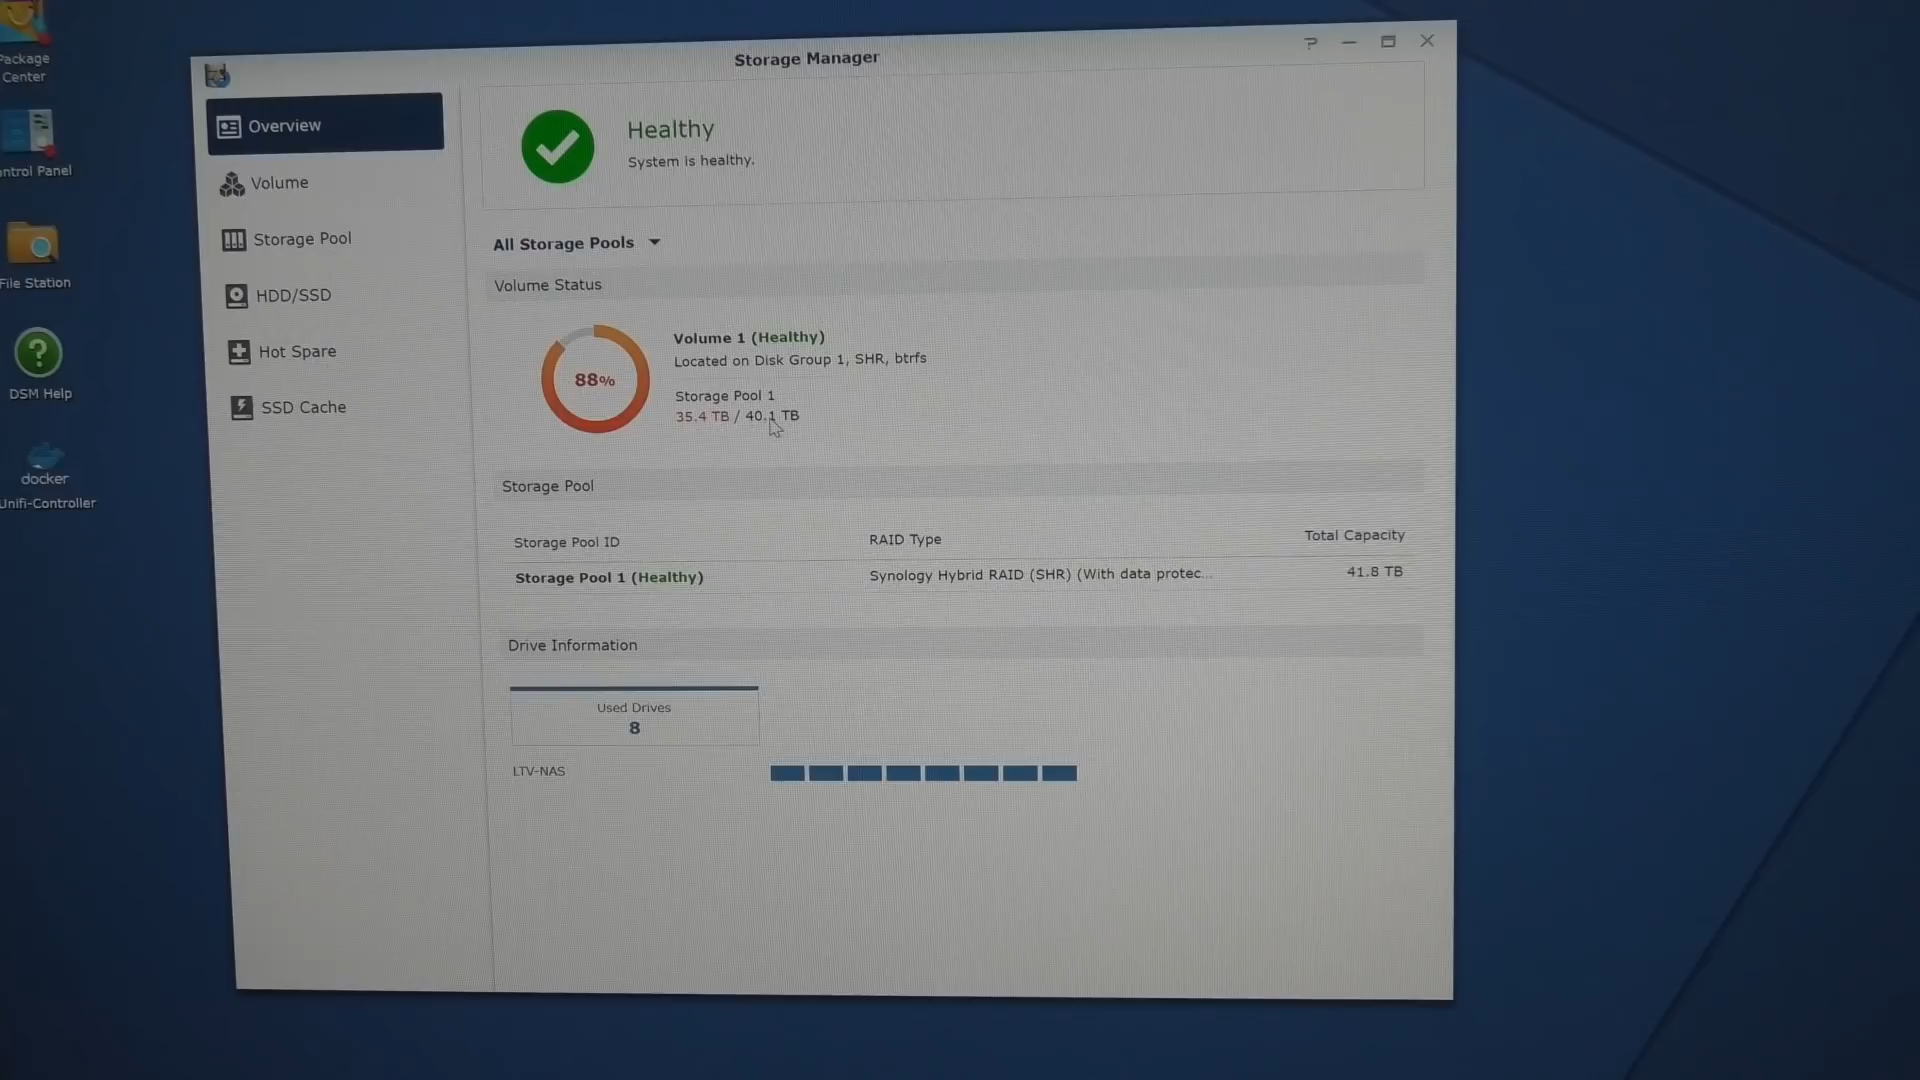 Package
Center
ontrol Panel
File Station
DSM Help
docker
Unifi-Controller
Storage Manager
Overview
Volume
Storage Pool
HDD/SSD
Hot Spare
SSD Cache
Healthy
System is healthy.
All Storage Pools
Volume Status
88%
Volume 1 (Healthy)
Located on Disk Group 1, SHR, btrfs
Storage Pool 1
35.4 TB / 40.1 TB
Storage Pool
Storage Pool ID RAID Type Total Capacity
Storage Pool 1 (Healthy) Synology Hybrid RAID (SHR) (With data protec... 41.8 TB
Drive Information
Used Drives
8
LTV-NAS